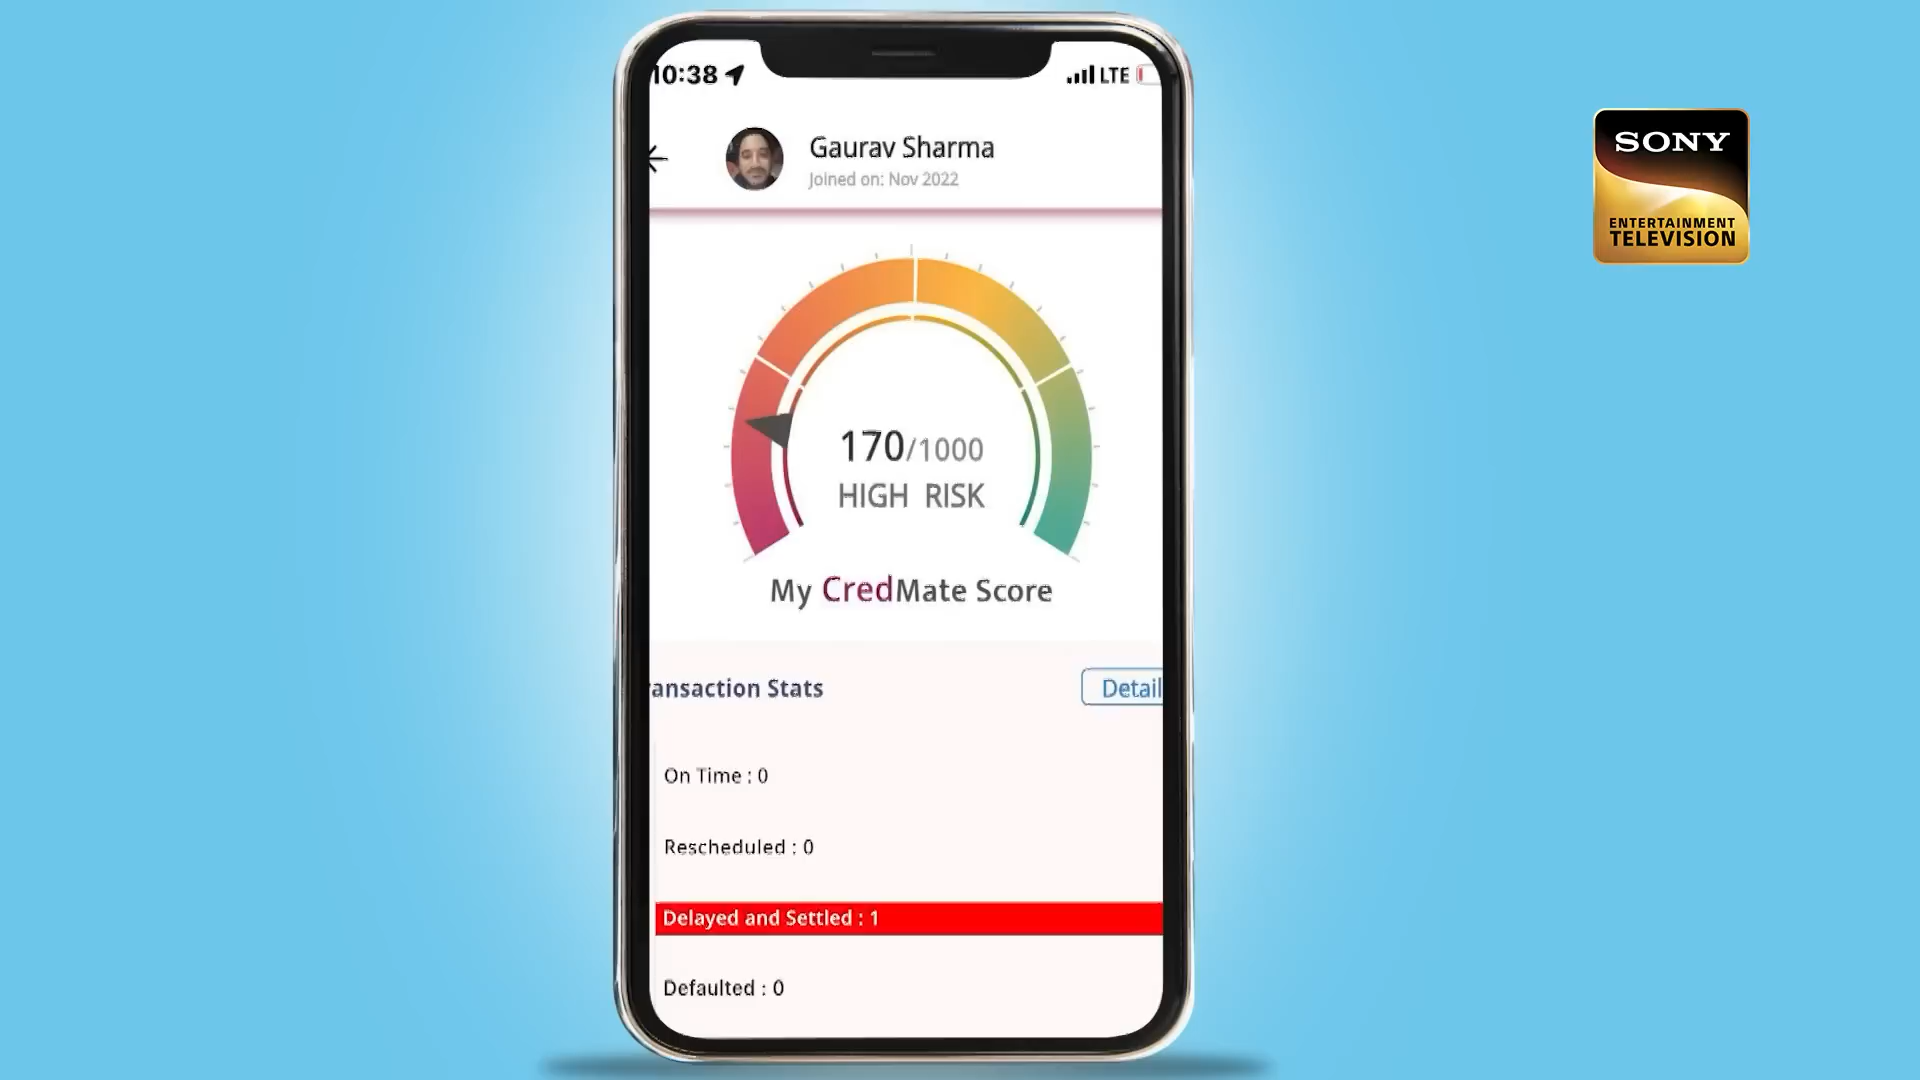 10:38
LTE
Gaurav Sharma
Joined on: Nov 2022
170/1000
HIGH RISK
My CredMate Score
ansaction Stats
Detail
On Time : 0
Rescheduled : 0
Delayed and Settled : 1
Defaulted : 0
SONY
ENTERTAINMENT
TELEVISION